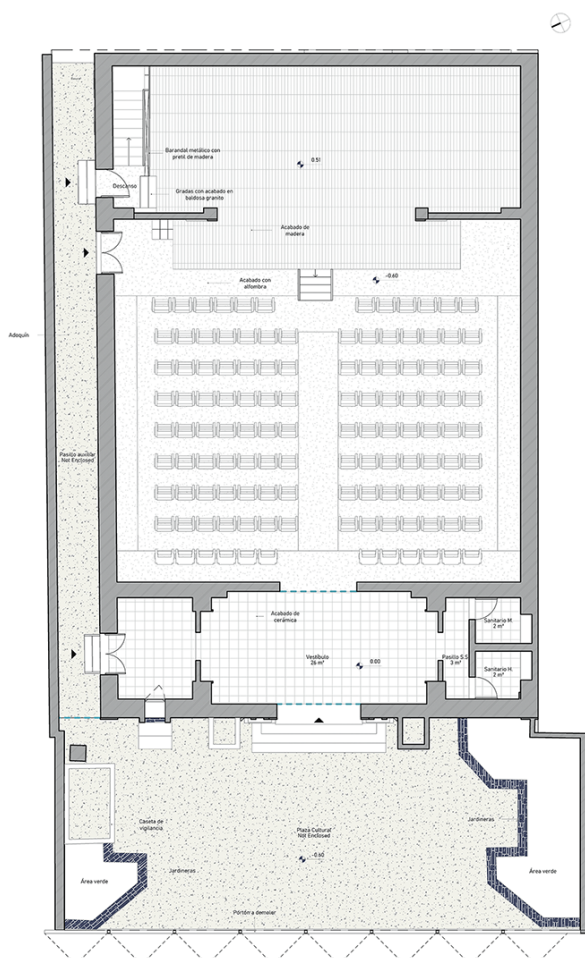 0.51
Barandal metálico con
pretil de madera
Descanso
Gradas con acabado en
baldosa granito
Acabado de
madera
-0.60
Acabado con
alfombra
Adoquín
Pasillo auxiliar
Not Enclosed
Acabado de
cerámica
Sanitario M.
2 m²
Vestíbulo
26 m²
0.00
Pasillo S.S
3 m²
Sanitario H.
2 m²
Caseta de
vigilancia
Plaza Cultural
Not Enclosed
Jardineras
-0.60
Jardineras
Área verde
Área verde
Portón a demoler